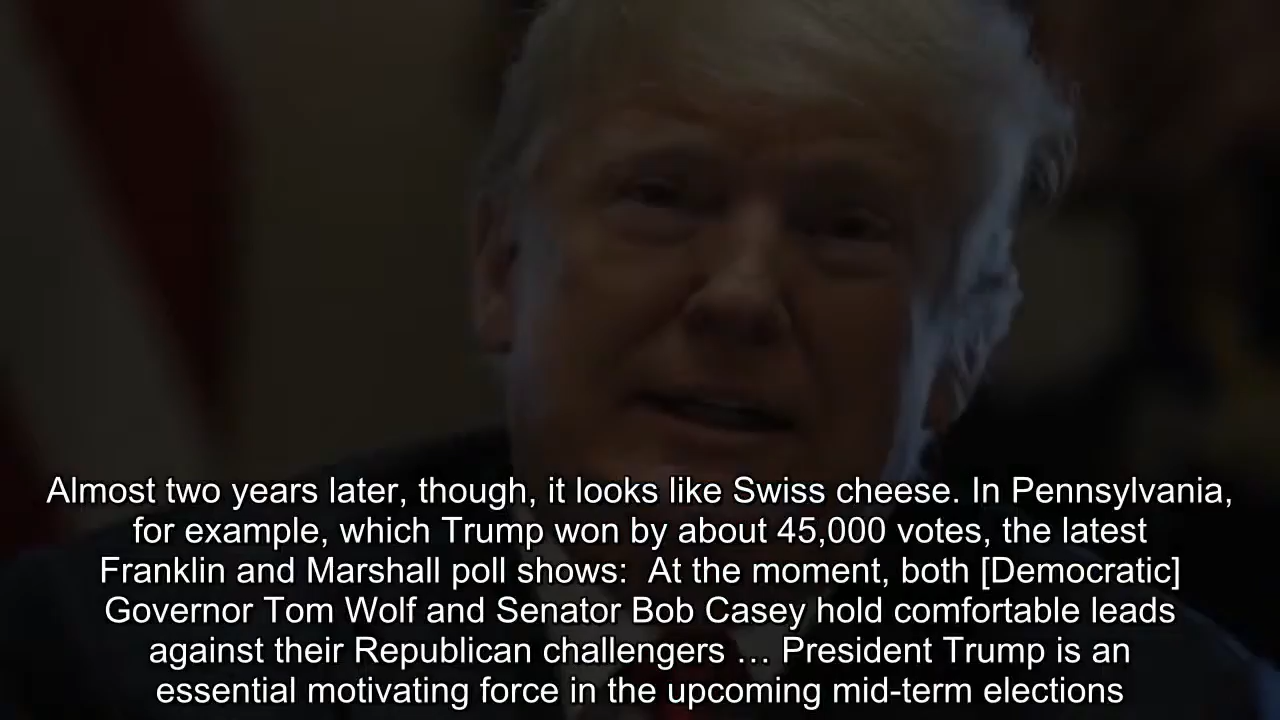 Almost two years later, though, it looks like Swiss cheese. In Pennsylvania,
for example, which Trump won by about 45,000 votes, the latest
Franklin and Marshall poll shows:  At the moment, both [Democratic]
Governor Tom Wolf and Senator Bob Casey hold comfortable leads
against their Republican challengers … President Trump is an
essential motivating force in the upcoming mid-term elections